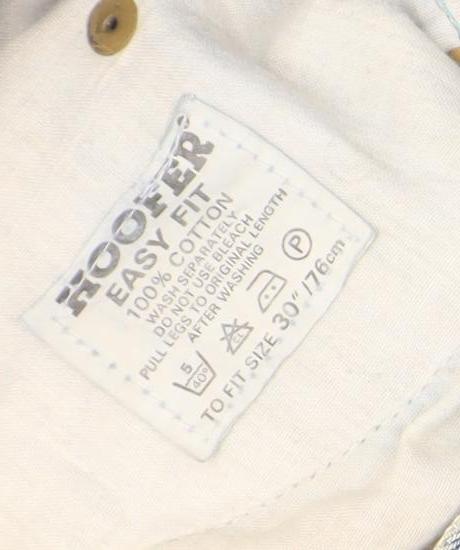 HOOFER
EASY FIT
100% COTTON
WASH SEPARATELY
DO NOT USE BLEACH
PULL LEGS TO ORIGINAL LENGTH
AFTER WASHING
5 40° CL P
TO FIT SIZE 30"/76cm